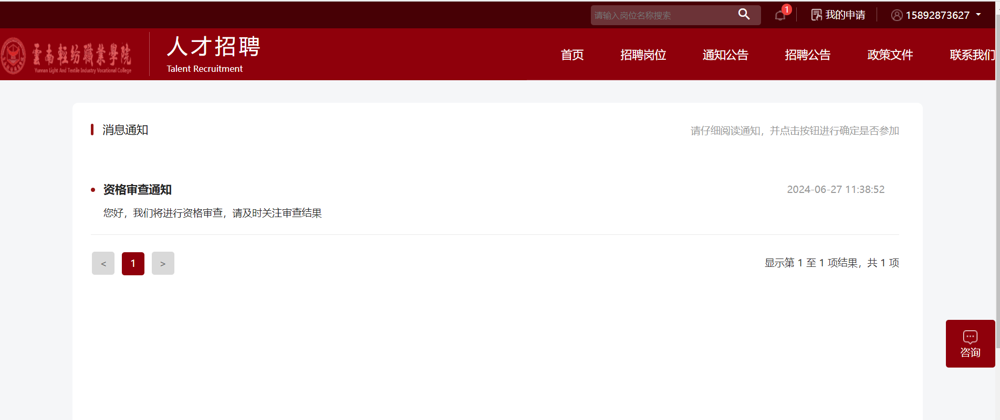 请输入岗位名称搜索
1
我的申请
15892873627
雲南輕纺職業學院
Yunnan Light And Textile Industry Vocational College
人才招聘
Talent Recruitment
首页 招聘岗位 通知公告 招聘公告 政策文件 联系我们
消息通知
请仔细阅读通知，并点击按钮进行确定是否参加
资格审查通知
2024-06-27 11:38:52
您好，我们将进行资格审查，请及时关注审查结果
< 1 >
显示第 1 至 1 项结果，共 1 项
咨询